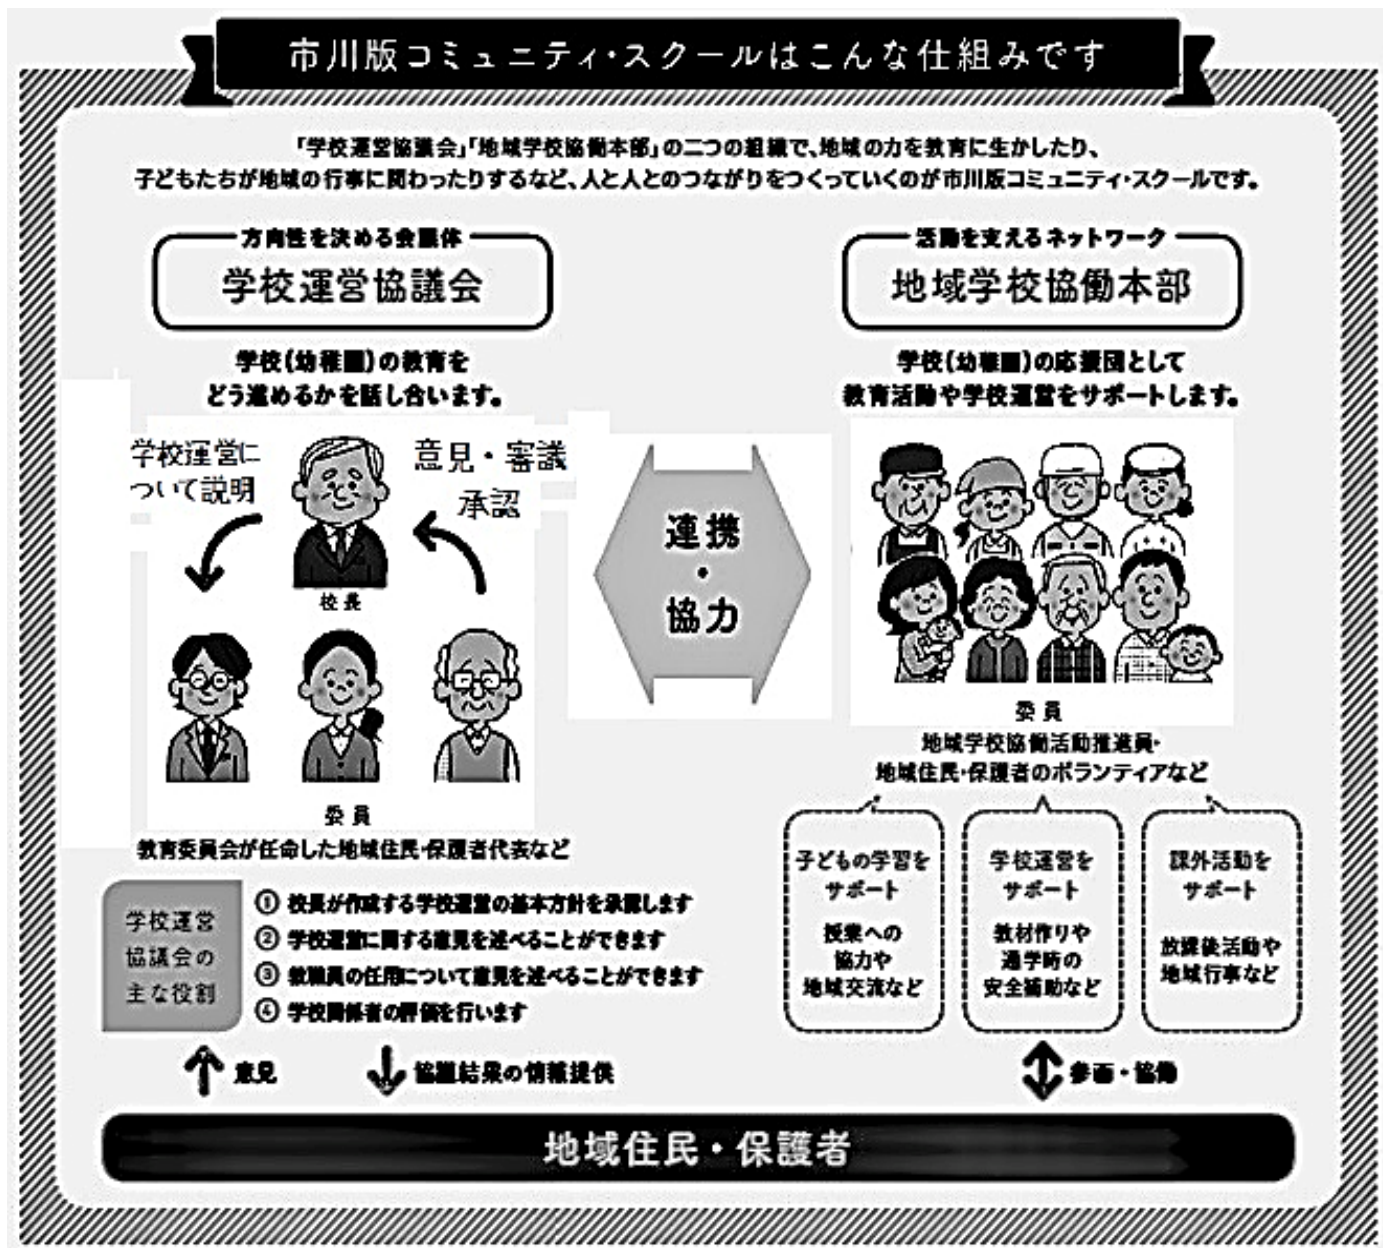 市川版コミュニティ・スクールはこんな仕組みです
「学校運営協議会」「地域学校協働本部」の二つの組織で、地域の力を教育に生かしたり、
子どもたちが地域の行事に関わったりするなど、人と人とのつながりをつくっていくのが市川版コミュニティ・スクールです。
方向性を決める会議体
学校運営協議会
学校(幼稚園)の教育を
どう進めるかを話し合います。
学校運営に
ついて説明
意見・審議
承認
校長
委員
教育委員会が任命した地域住民・保護者代表など
学校運営
協議会の
主な役割
① 校長が作成する学校運営の基本方針を承認します
② 学校運営に関する意見を述べることができます
③ 教職員の任用について意見を述べることができます
④ 学校関係者の評価を行います
意見
協議結果の情報提供
連携
・
協力
活動を支えるネットワーク
地域学校協働本部
学校(幼稚園)の応援団として
教育活動や学校運営をサポートします。
委員
地域学校協働活動推進員・
地域住民・保護者のボランティアなど
子どもの学習を
サポート
授業への
協力や
地域交流など
学校運営を
サポート
教材作りや
通学時の
安全補助など
課外活動を
サポート
放課後活動や
地域行事など
参画・協働
地域住民・保護者